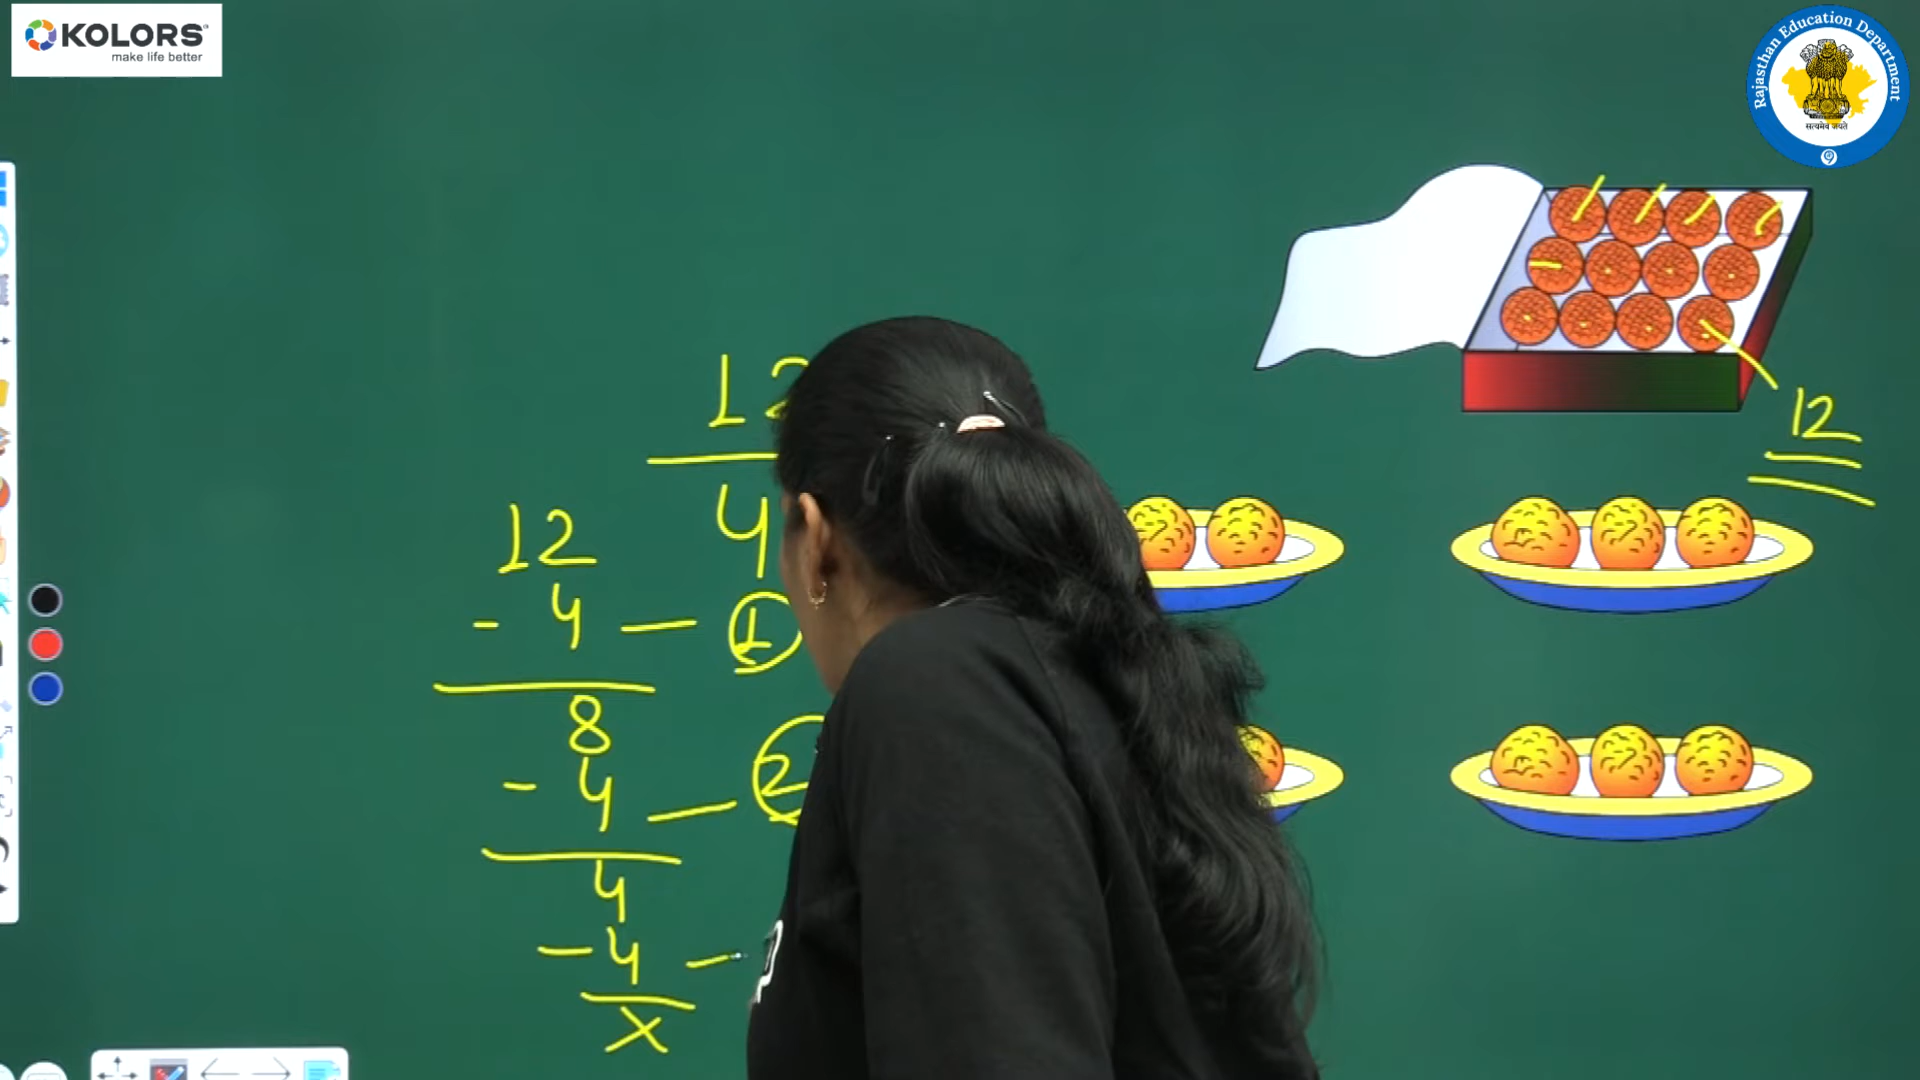 KOLORS
make life better
Rajasthan Education Department
सत्यमेव जयते
12
12
4
12
- 4 — 1
8
- 4 — 2
4
- 4 -
x